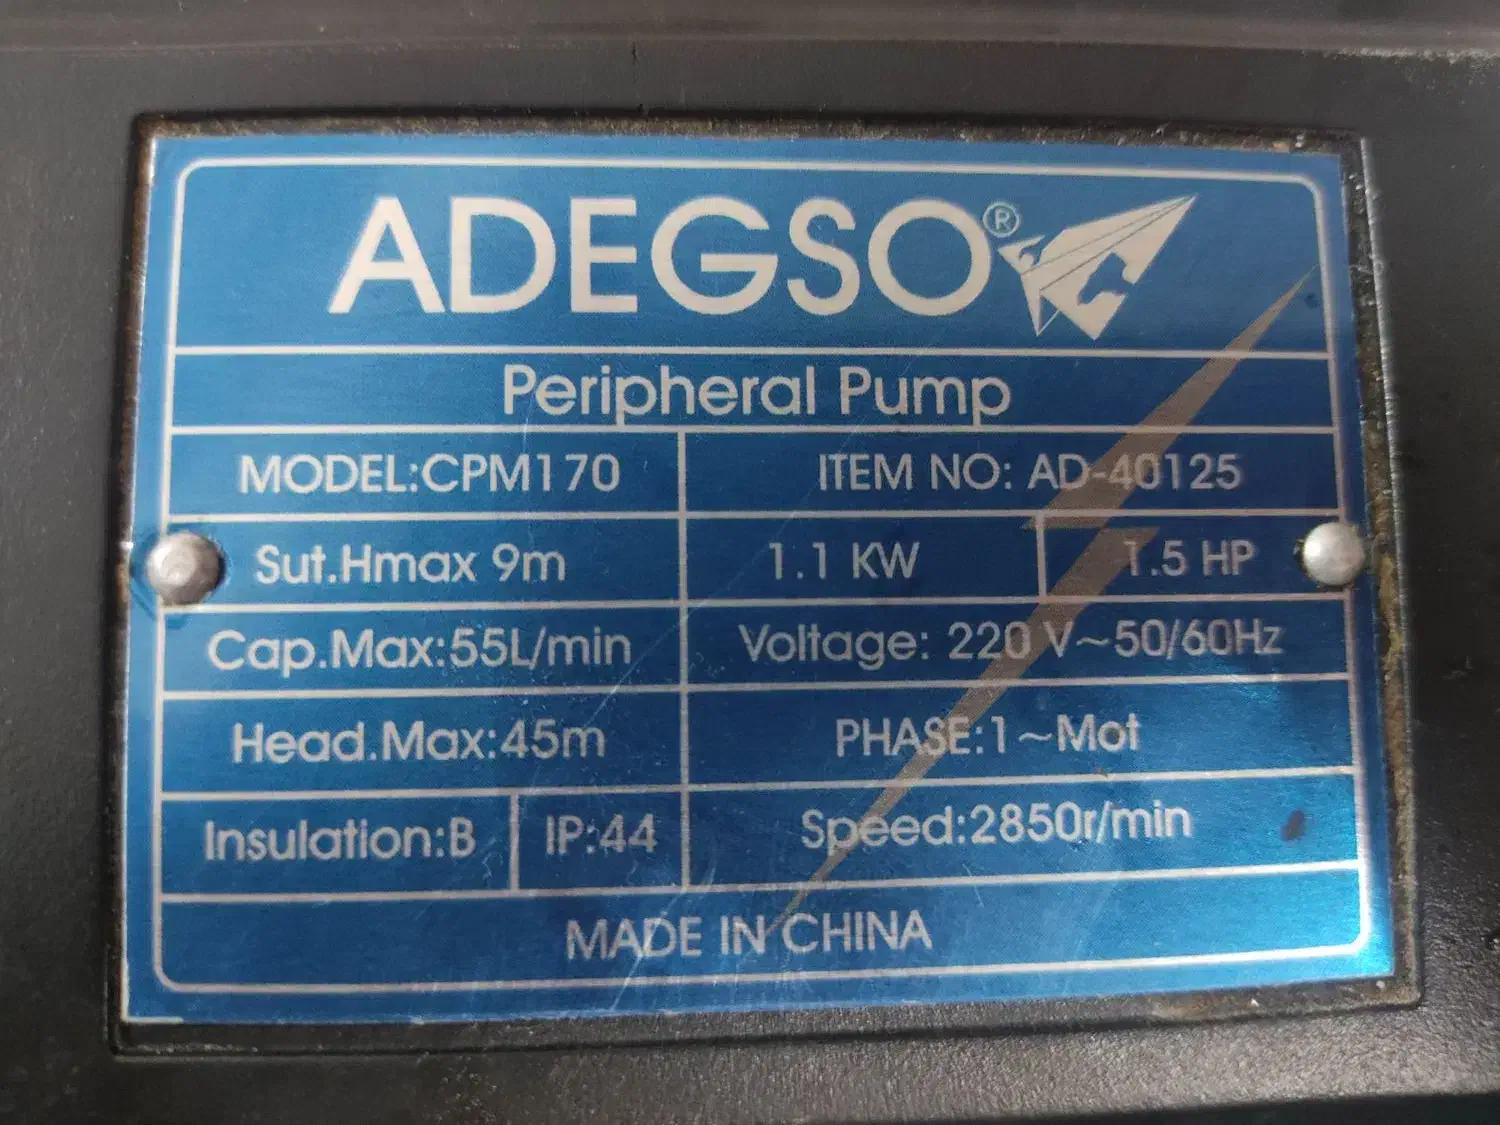 ADEGSO®
Peripheral Pump
MODEL:CPM170 ITEM NO: AD-40125
Sut.Hmax 9m 1.1 KW 1.5 HP
Cap.Max:55L/min Voltage: 220 V~50/60Hz
Head.Max:45m PHASE:1~Mot
Insulation:B IP:44 Speed:2850r/min
MADE IN CHINA